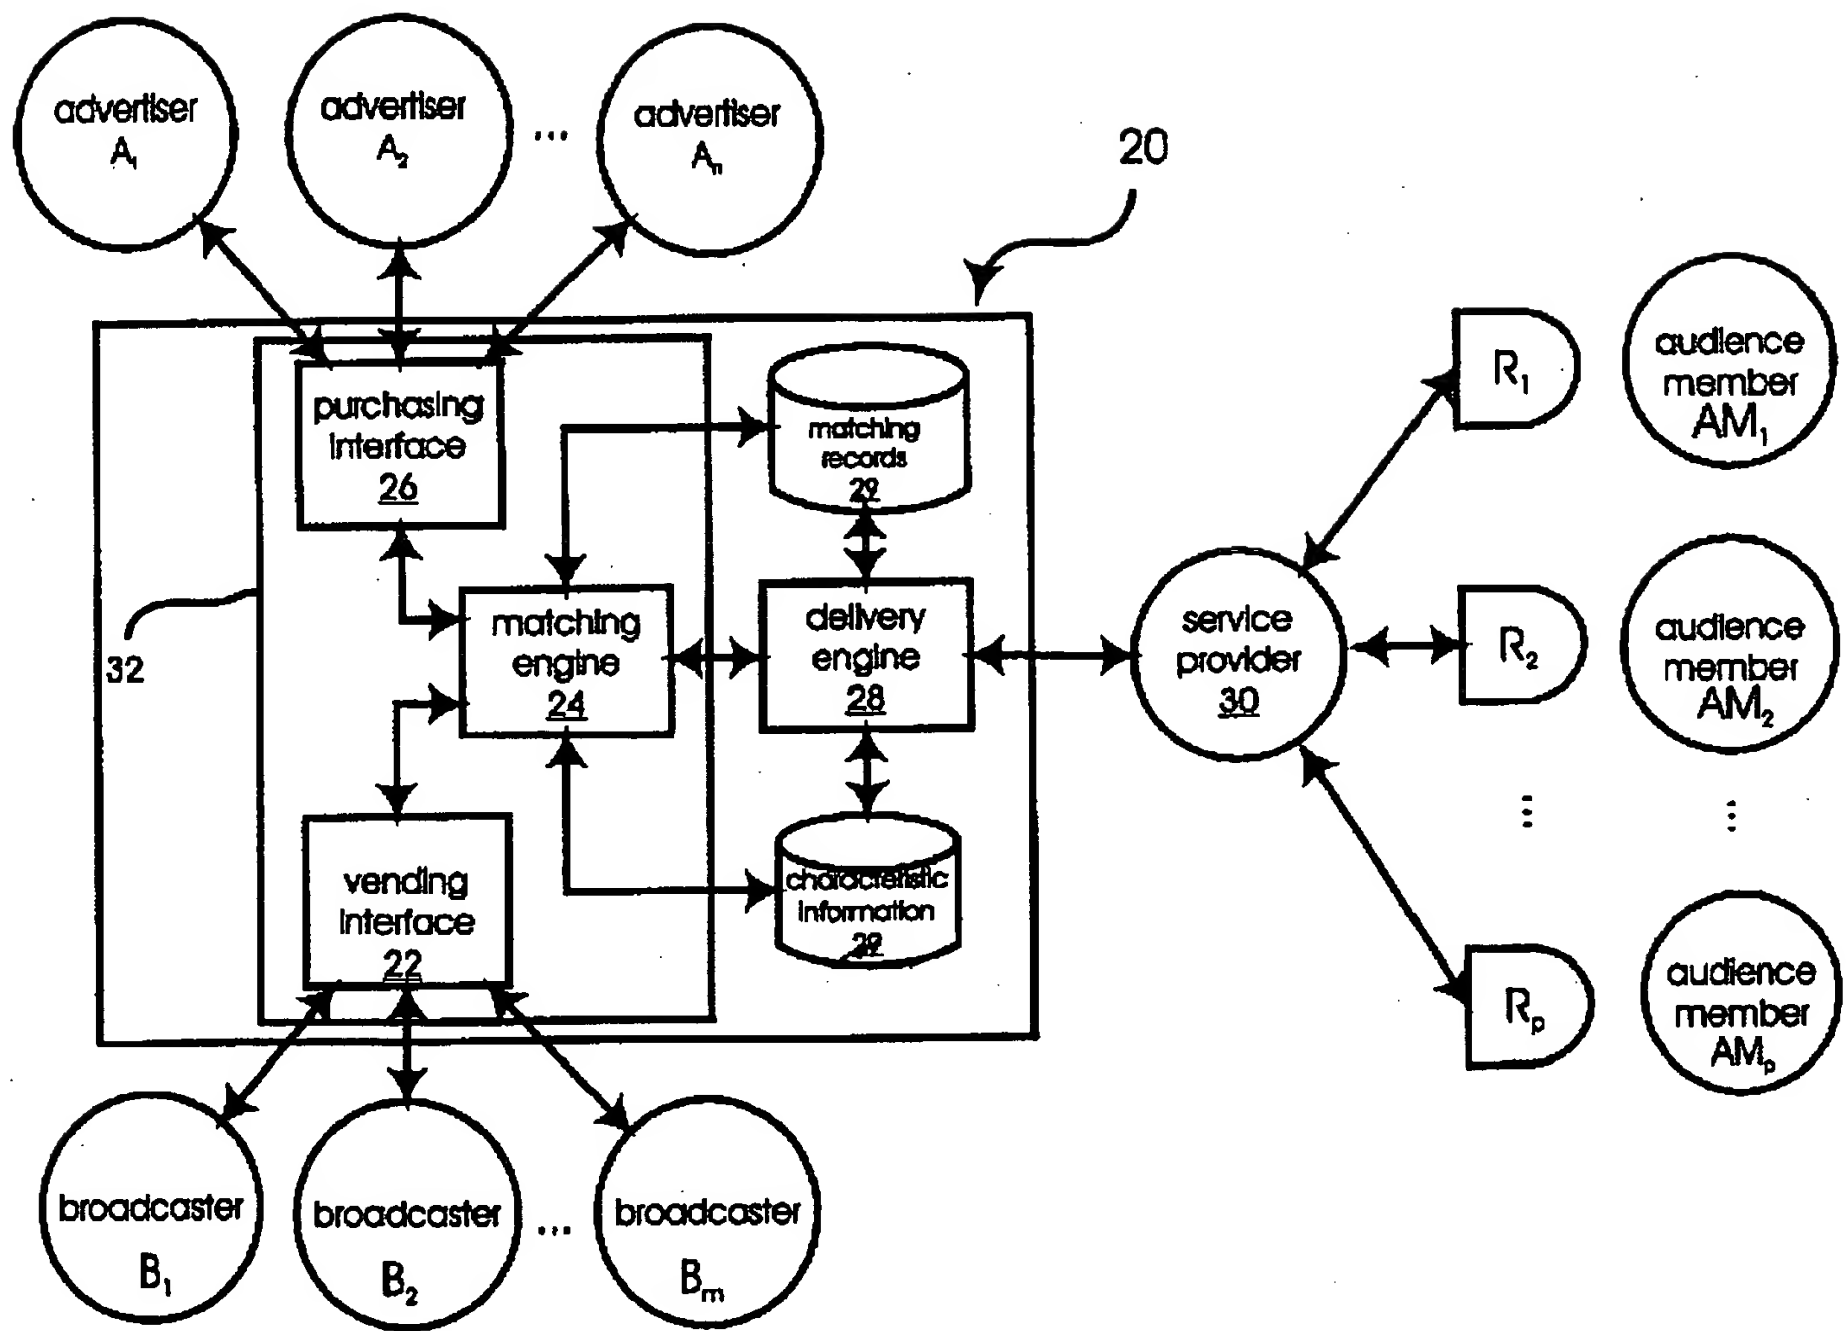 advertiser
A₁
advertiser
A₂
...
advertiser
Aₙ
20
purchasing
interface
26
matching
records
29
R₁
audience
member
AM₁
32
matching
engine
24
delivery
engine
28
service
provider
30
R₂
audience
member
AM₂
...
...
vending
interface
22
characteristic
information
29
Rₚ
audience
member
AMₚ
broadcaster
B₁
broadcaster
B₂
...
broadcaster
Bₘ